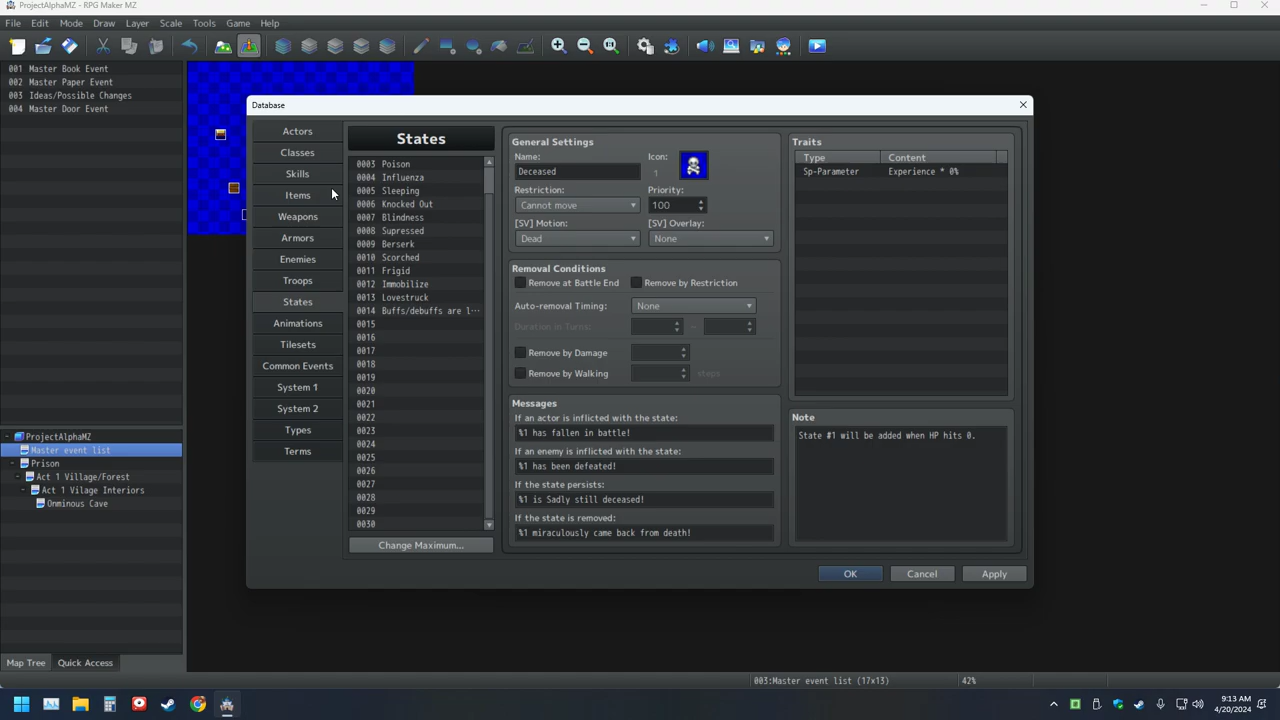 ProjectAlphaMZ - RPG Maker MZ
File Edit Mode Draw Layer Scale Tools Game Help
001 Master Book Event
002 Master Paper Event
003 Ideas/Possible Changes
004 Master Door Event
Database
Actors
Classes
Skills
Items
Weapons
Armors
Enemies
Troops
States
Animations
Tilesets
Common Events
System 1
System 2
Types
Terms
States
0003 Poison
0004 Influenza
0005 Sleeping
0006 Knocked Out
0007 Blindness
0008 Supressed
0009 Berserk
0010 Scorched
0011 Frigid
0012 Immobilize
0013 Lovestruck
0014 Buffs/debuffs are l⋯
0015
0016
0017
0018
0019
0020
0021
0022
0023
0024
0025
0026
0027
0028
0029
0030
Change Maximum...
General Settings
Name: Icon:
Deceased 1
Restriction: Priority:
Cannot move 100
[SV] Motion: [SV] Overlay:
Dead None
Removal Conditions
Remove at Battle End Remove by Restriction
Auto-removal Timing: None
Duration in Turns: ~
Remove by Damage
Remove by Walking steps
Messages
If an actor is inflicted with the state:
%1 has fallen in battle!
If an enemy is inflicted with the state:
%1 has been defeated!
If the state persists:
%1 is Sadly still deceased!
If the state is removed:
%1 miraculously came back from death!
Traits
Type Content
Sp-Parameter Experience * 0%
Note
State #1 will be added when HP hits 0.
OK Cancel Apply
ProjectAlphaMZ
Master event list
Prison
Act 1 Village/Forest
Act 1 Vilage Interiors
Onminous Cave
Map Tree Quick Access
003:Master event list (17x13) 42%
9:13 AM
4/20/2024